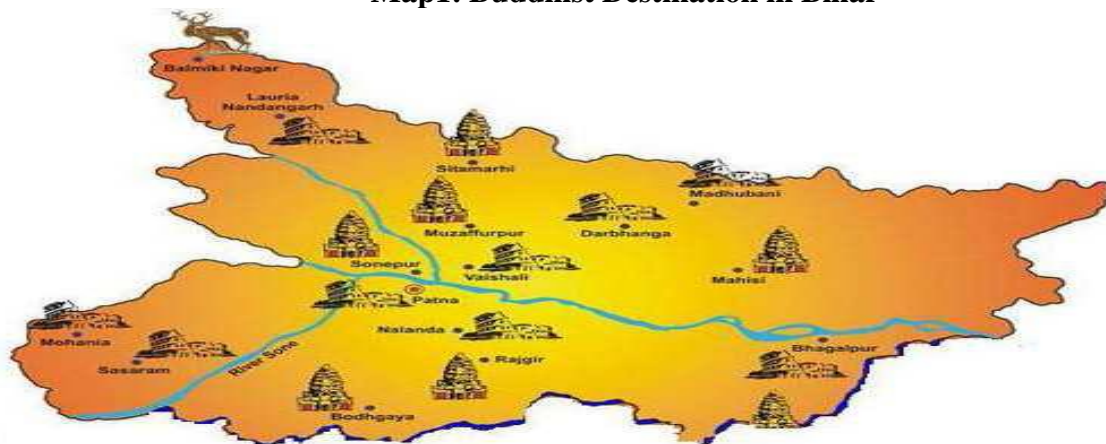 Map1: Buddhist Destination in Bihar
Balmiki Nagar
Lauria
Nandangarh
Sitamarhi
Madhubani
Muzaffurpur
Darbhanga
Sonepur
Vaishali
Mahisi
Patna
Nalanda
Mohania
Bhagalpur
Sasaram
River Sone
Rajgir
Bodhgaya